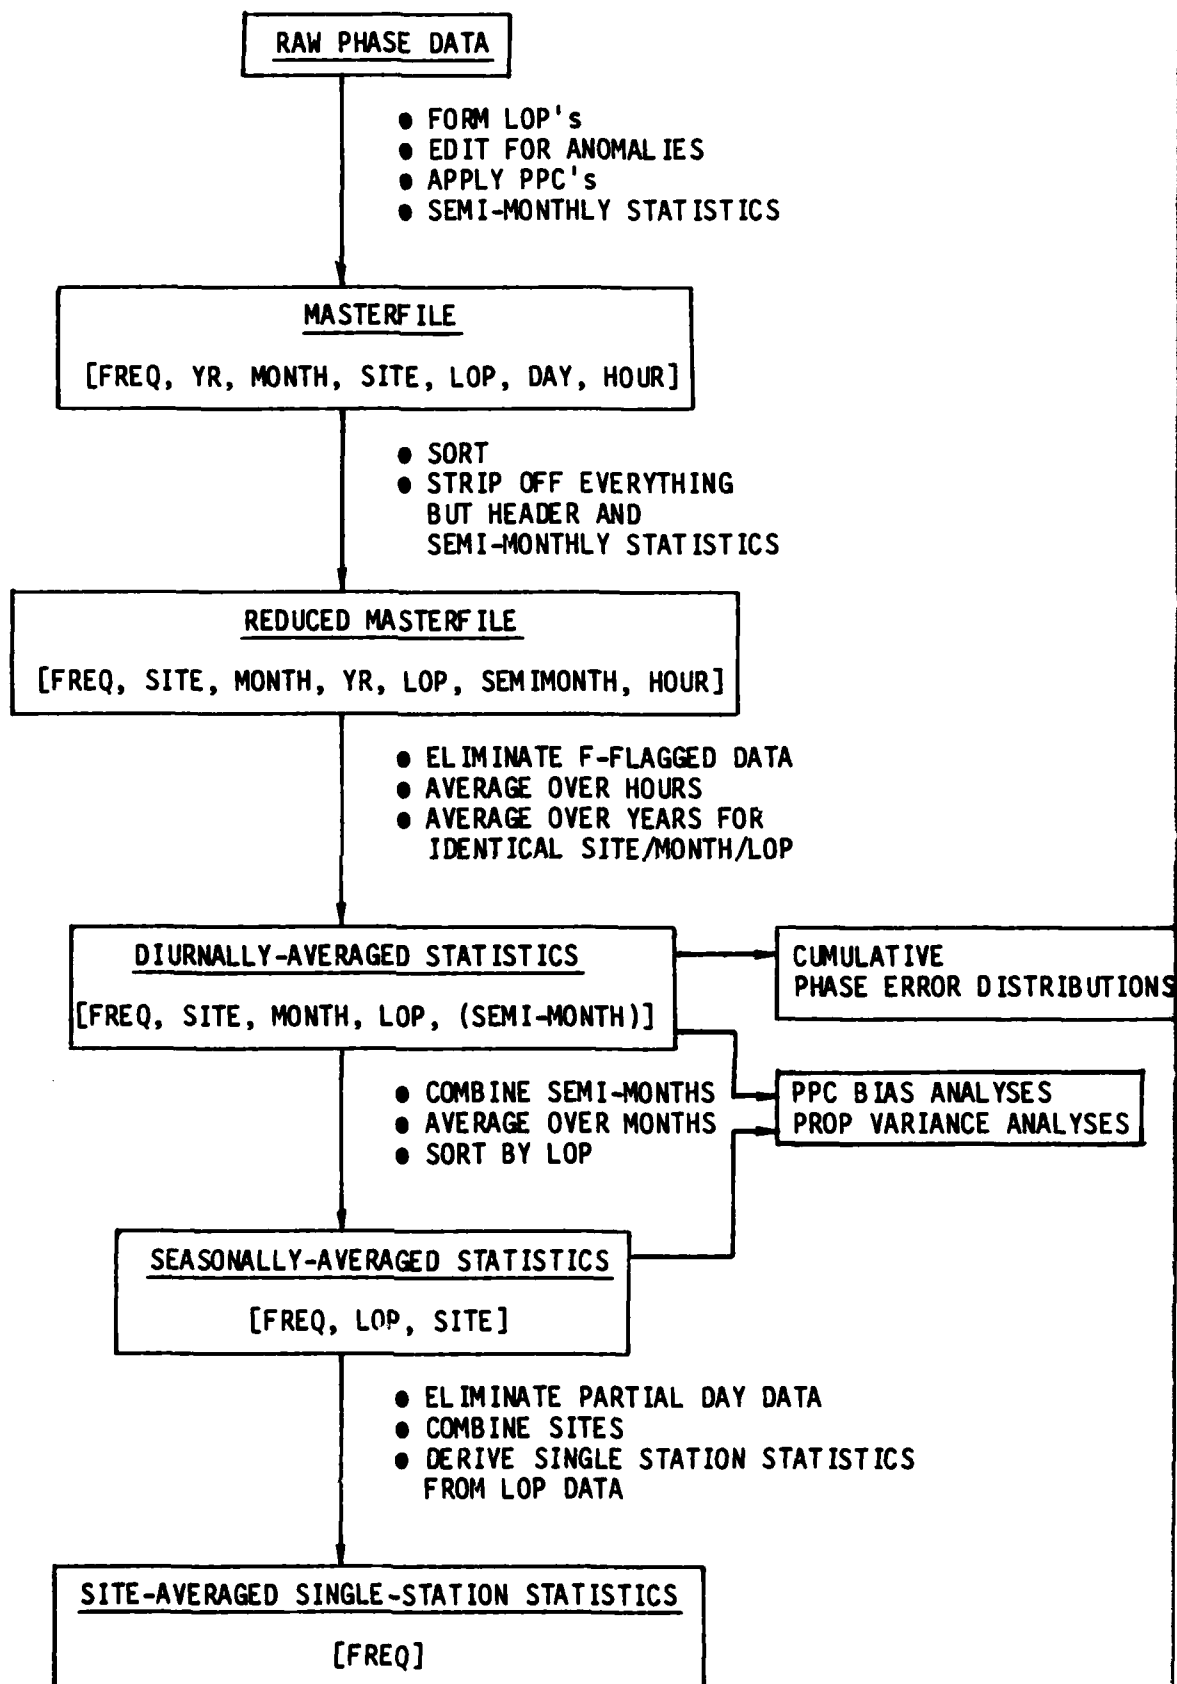 RAW PHASE DATA
● FORM LOP's
● EDIT FOR ANOMALIES
● APPLY PPC's
● SEMI-MONTHLY STATISTICS
MASTERFILE
[FREQ, YR, MONTH, SITE, LOP, DAY, HOUR]
● SORT
● STRIP OFF EVERYTHING
BUT HEADER AND
SEMI-MONTHLY STATISTICS
REDUCED MASTERFILE
[FREQ, SITE, MONTH, YR, LOP, SEMIMONTH, HOUR]
● ELIMINATE F-FLAGGED DATA
● AVERAGE OVER HOURS
● AVERAGE OVER YEARS FOR
IDENTICAL SITE/MONTH/LOP
DIURNALLY-AVERAGED STATISTICS
[FREQ, SITE, MONTH, LOP, (SEMI-MONTH)]
CUMULATIVE
PHASE ERROR DISTRIBUTIONS
● COMBINE SEMI-MONTHS
● AVERAGE OVER MONTHS
● SORT BY LOP
PPC BIAS ANALYSES
PROP VARIANCE ANALYSES
SEASONALLY-AVERAGED STATISTICS
[FREQ, LOP, SITE]
● ELIMINATE PARTIAL DAY DATA
● COMBINE SITES
● DERIVE SINGLE STATION STATISTICS
FROM LOP DATA
SITE-AVERAGED SINGLE-STATION STATISTICS
[FREQ]